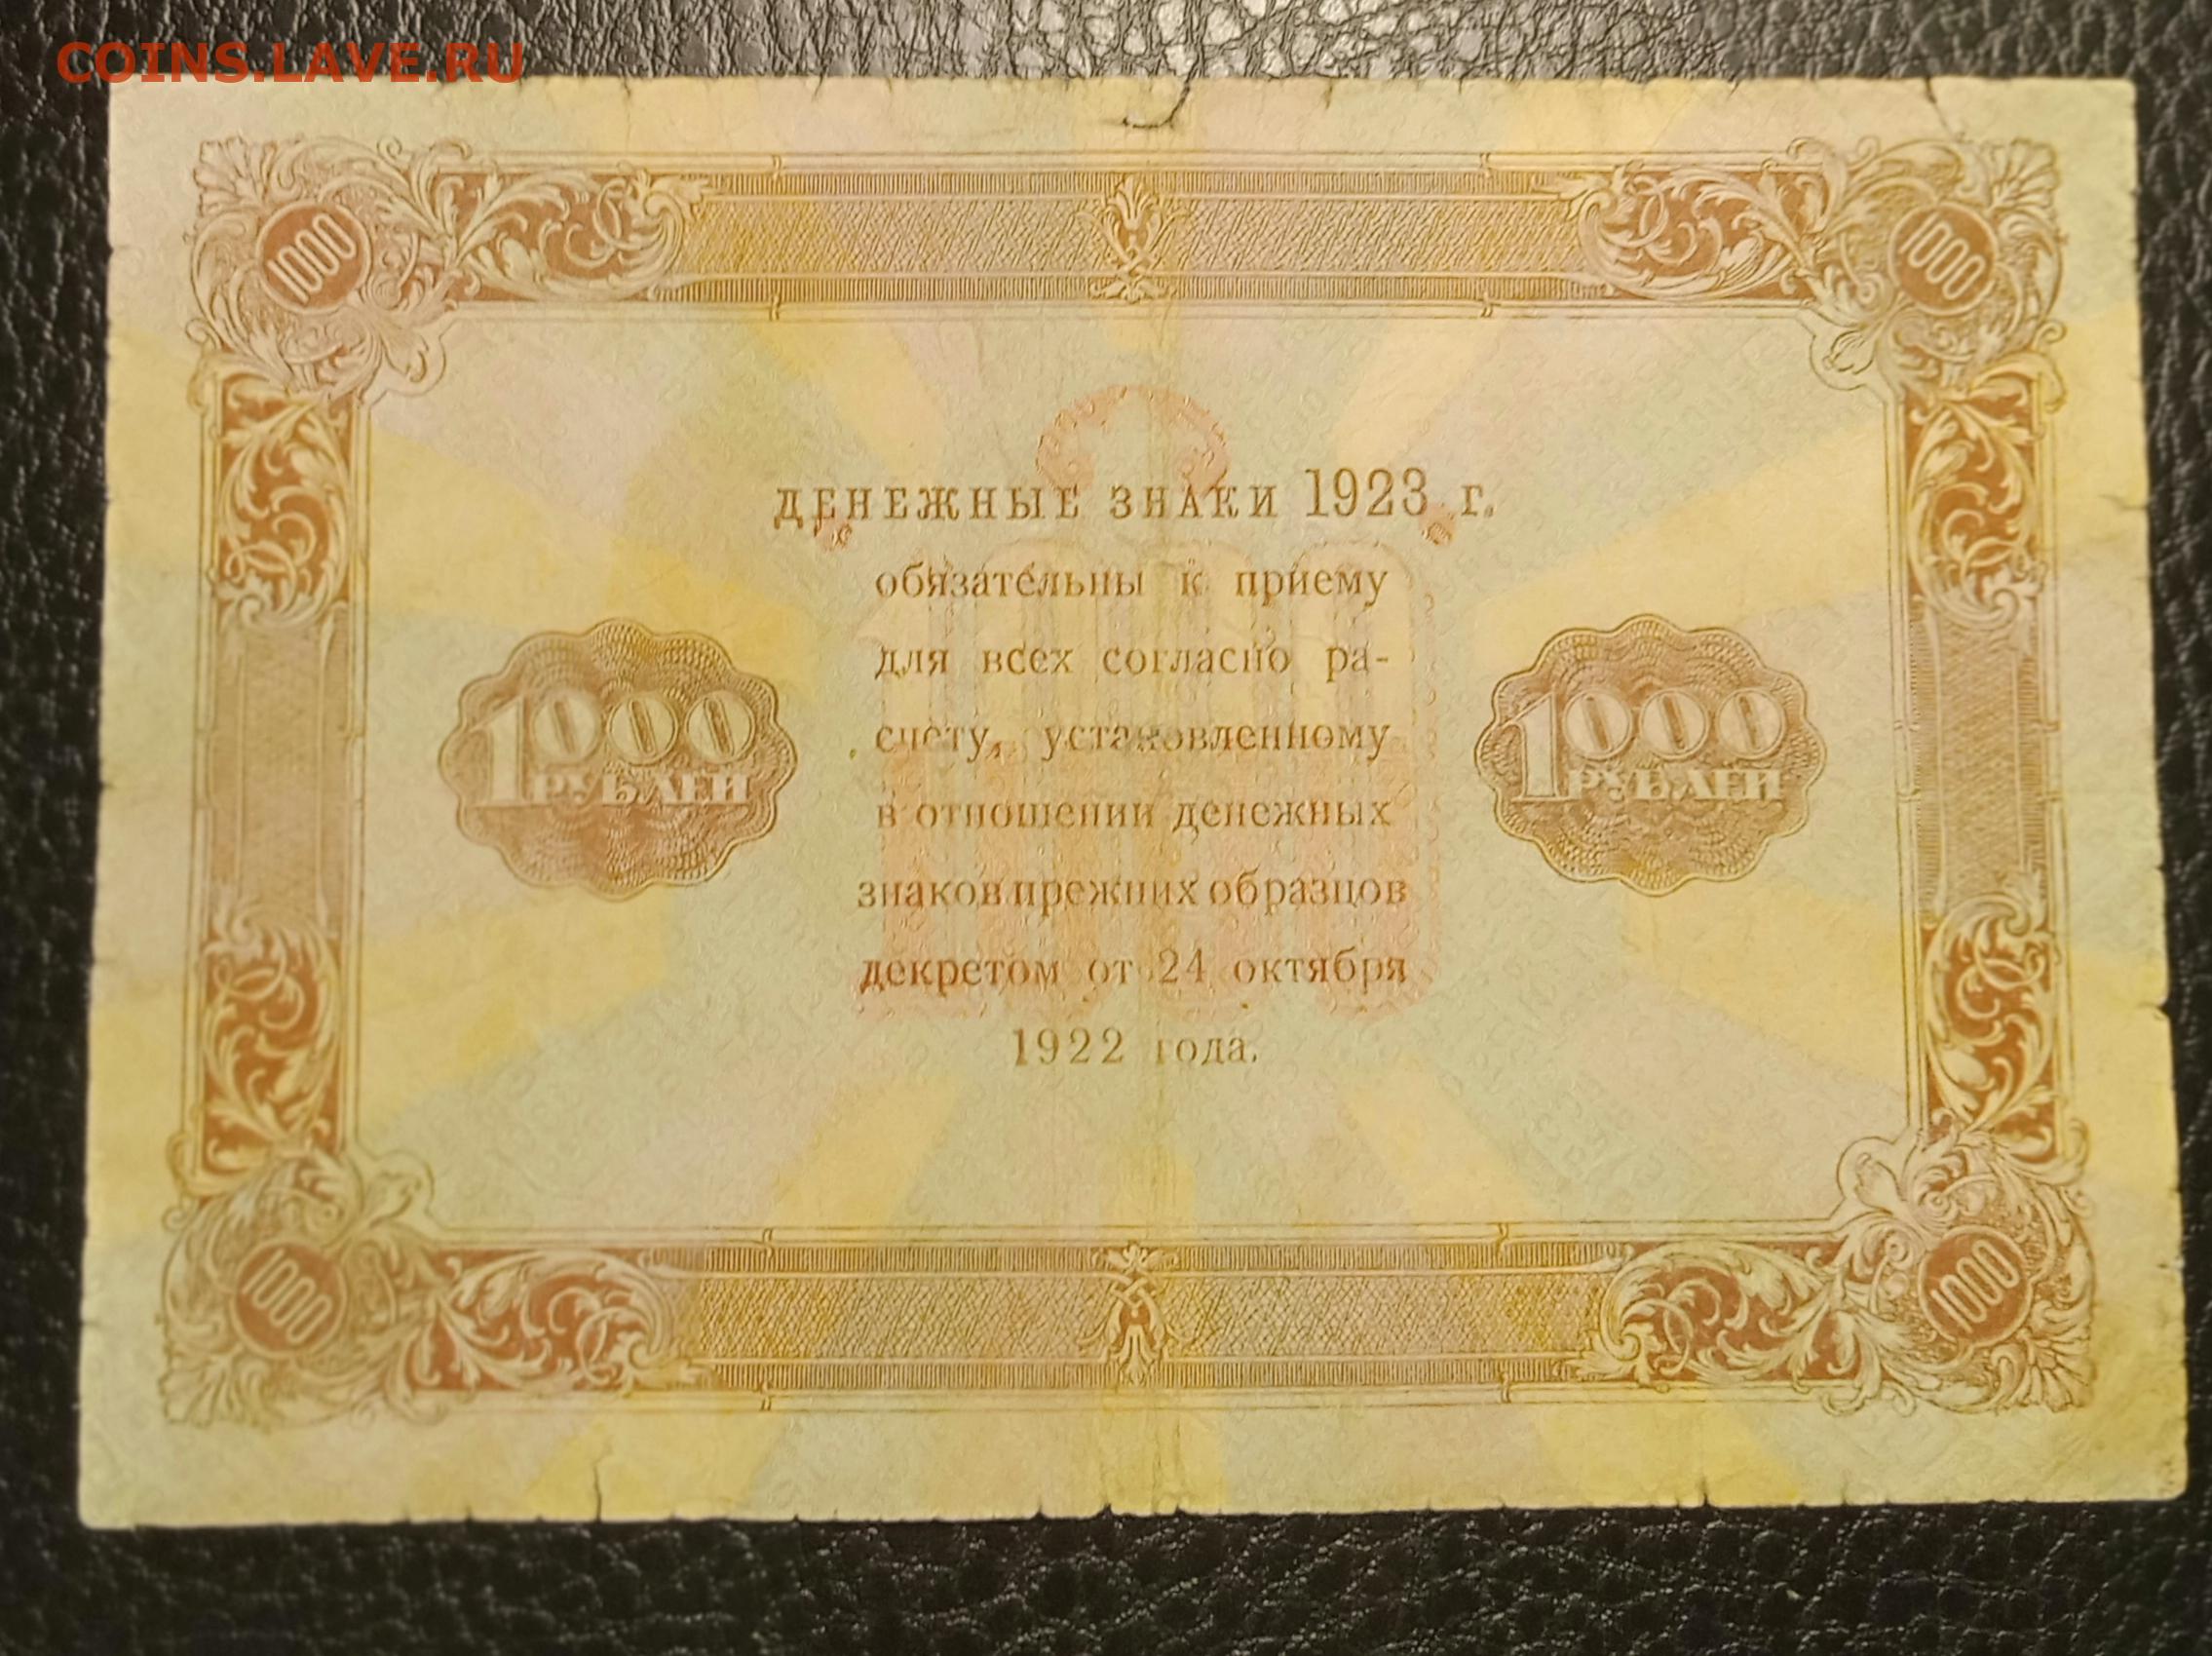 COINS.LAVE.RU
1000 1000
ДЕНЕЖНЫЕ ЗНАКИ 1923 г.
обязательны к приему
для всех согласно ра-
счету, установленному
в отношении денежных
знаков прежних образцов
декретом от 24 октября
1922 года.
1000 РУБЛЕЙ
1000 РУБЛЕЙ
1000 1000